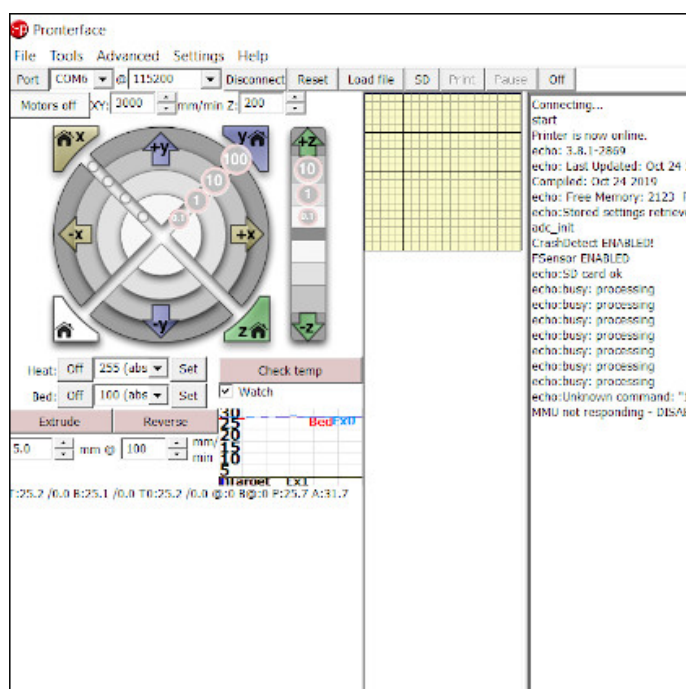 Pronterface
File Tools Advanced Settings Help
Port COM6 @ 115200 Disconnect Reset Load file SD Print Pause Off
Motors off XY: 3000 mm/min Z: 200
x +y y 100 +z
10 10
1 1
0.1 0.1
-x +x
-y z -z
Heat: Off 255 (abs Set Check temp
Bed: Off 100 (abs Set Watch
Extrude Reverse
5.0 mm @ 100 mm/
min
30
25
20
15
10
5
Bed Ex0
Target Ex1
T:25.2 /0.0 B:25.1 /0.0 T0:25.2 /0.0 @:0 B@:0 P:25.7 A:31.7
Connecting...
start
Printer is now online.
echo: 3.8.1-2869
echo: Last Updated: Oct 24
Compiled: Oct 24 2019
echo: Free Memory: 2123
echo:Stored settings retrieve
adc_init
CrashDetect ENABLED!
FSensor ENABLED
echo:SD card ok
echo:busy: processing
echo:busy: processing
echo:busy: processing
echo:busy: processing
echo:busy: processing
echo:busy: processing
echo:busy: processing
echo:Unknown command: "
MMU not responding - DISA